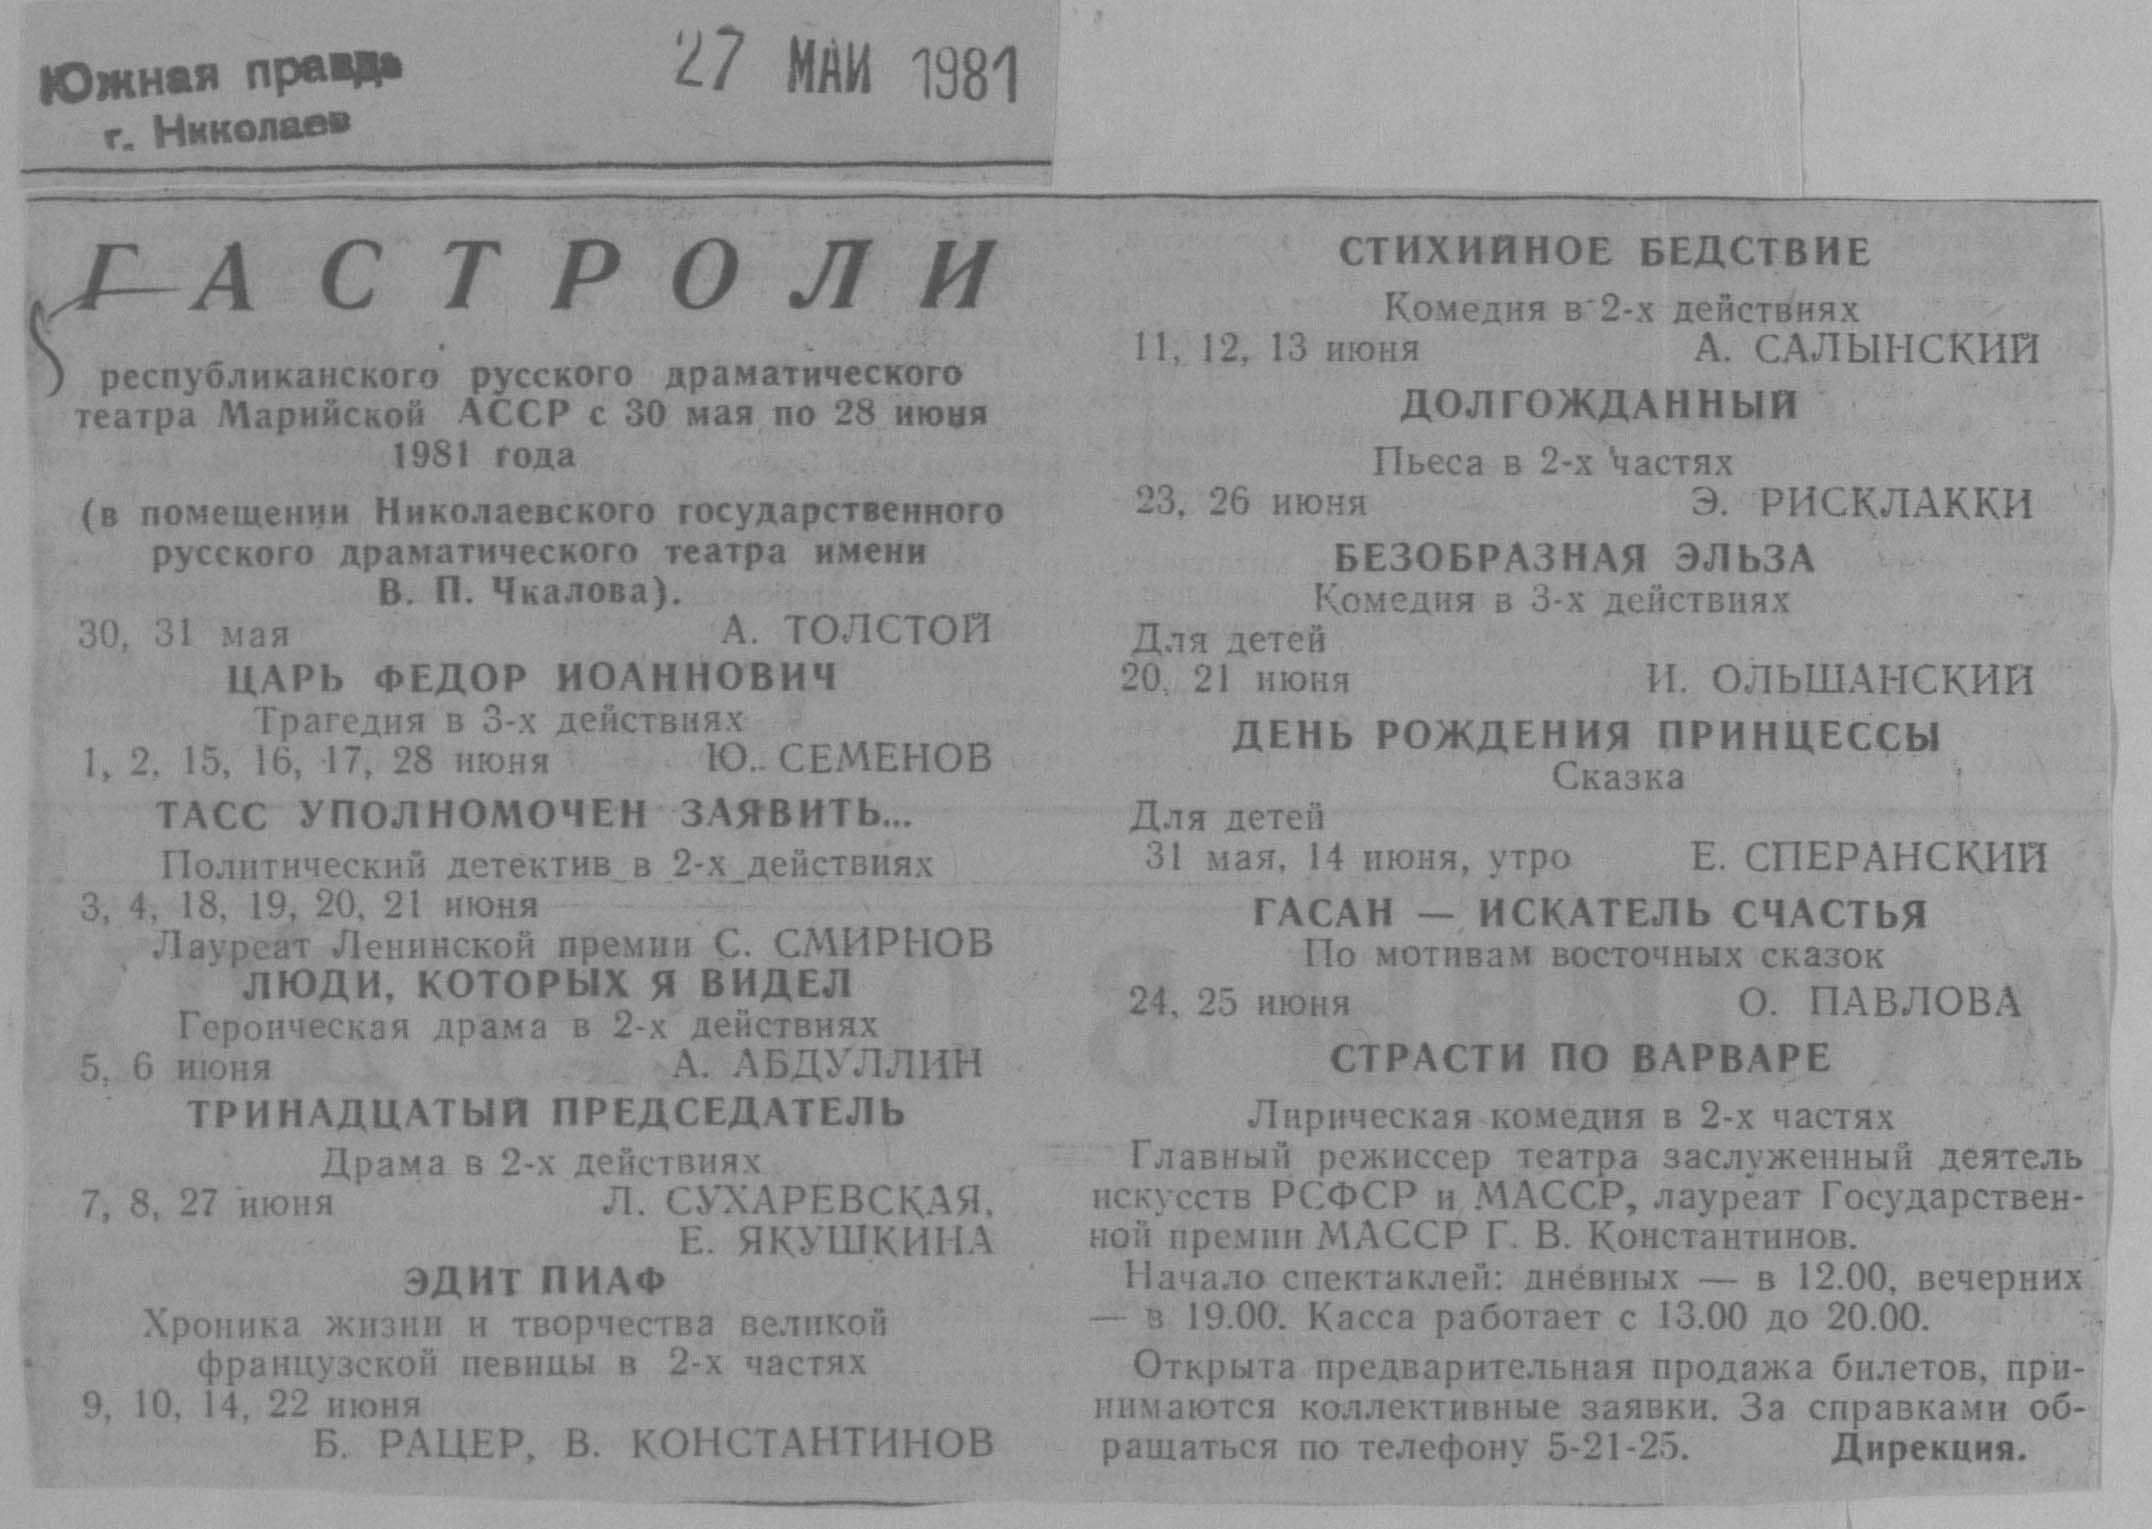 Южная правда
г. Николаев
27 МАЙ 1981
ГАСТРОЛИ
республиканского русского драматического
театра Марийской АССР с 30 мая по 28 июня
1981 года
(в помещении Николаевского государственного
русского драматического театра имени
В. П. Чкалова).
30, 31 мая А. ТОЛСТОЙ
ЦАРЬ ФЕДОР ИОАННОВИЧ
Трагедия в 3-х действиях
1, 2, 15, 16, 17, 28 июня Ю. СЕМЕНОВ
ТАСС УПОЛНОМОЧЕН ЗАЯВИТЬ...
Политический детектив в 2-х действиях
3, 4, 18, 19, 20, 21 июня
Лауреат Ленинской премии С. СМИРНОВ
ЛЮДИ, КОТОРЫХ Я ВИДЕЛ
Героическая драма в 2-х действиях
5, 6 июня А. АБДУЛЛИН
ТРИНАДЦАТЫЙ ПРЕДСЕДАТЕЛЬ
Драма в 2-х действиях
7, 8, 27 июня Л. СУХАРЕВСКАЯ,
Е. ЯКУШКИНА
ЭДИТ ПИАФ
Хроника жизни и творчества великой
французской певицы в 2-х частях
9, 10, 14, 22 июня
Б. РАЦЕР, В. КОНСТАНТИНОВ
СТИХИЙНОЕ БЕДСТВИЕ
Комедия в 2-х действиях
11, 12, 13 июня А. САЛЫНСКИЙ
ДОЛГОЖДАННЫЙ
Пьеса в 2-х частях
23, 26 июня Э. РИСКЛАККИ
БЕЗОБРАЗНАЯ ЭЛЬЗА
Комедия в 3-х действиях
Для детей
20, 21 июня И. ОЛЬШАНСКИЙ
ДЕНЬ РОЖДЕНИЯ ПРИНЦЕССЫ
Сказка
Для детей
31 мая, 14 июня, утро Е. СПЕРАНСКИЙ
ГАСАН — ИСКАТЕЛЬ СЧАСТЬЯ
По мотивам восточных сказок
24, 25 июня О. ПАВЛОВА
СТРАСТИ ПО ВАРВАРЕ
Лирическая комедия в 2-х частях
Главный режиссер театра заслуженный деятель
искусств РСФСР и МАССР, лауреат Государствен-
ной премии МАССР Г. В. Константинов.
Начало спектаклей: дневных — в 12.00, вечерних
— в 19.00. Касса работает с 13.00 до 20.00.
Открыта предварительная продажа билетов, при-
нимаются коллективные заявки. За справками об-
ращаться по телефону 5-21-25. Дирекция.